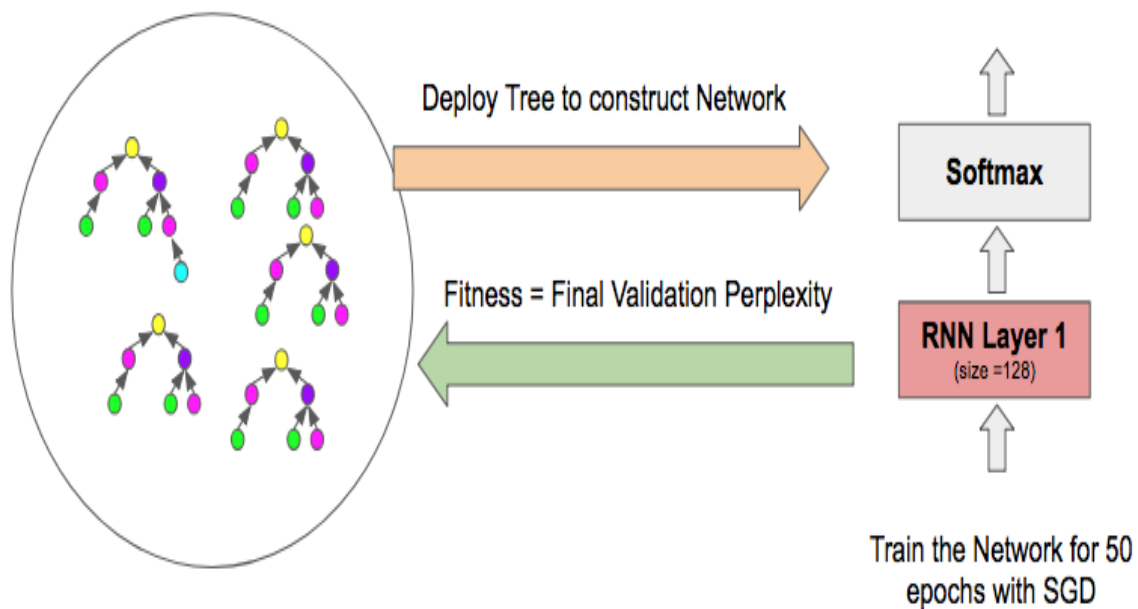 Deploy Tree to construct Network
Softmax
Fitness = Final Validation Perplexity
RNN Layer 1
(size =128)
Train the Network for 50
epochs with SGD